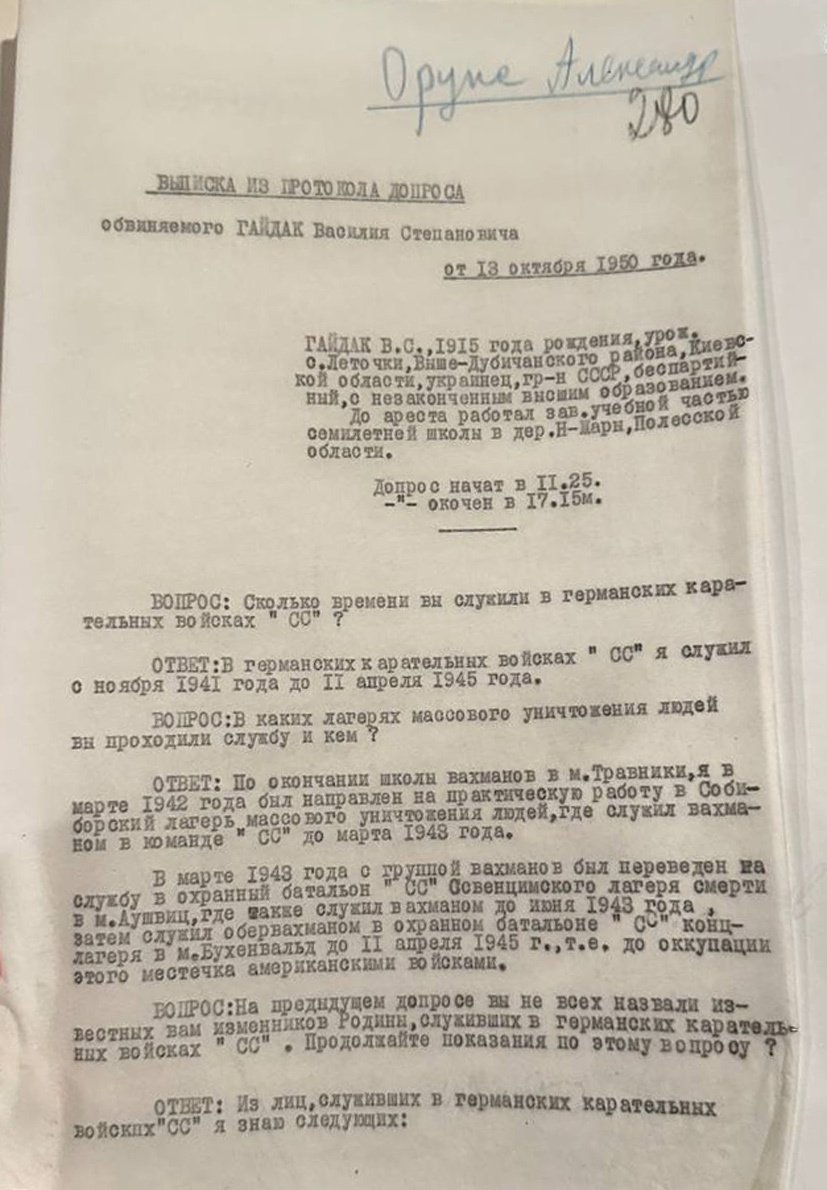 Орупе Александр
280
ВЫПИСКА ИЗ ПРОТОКОЛА ДОПРОСА
обвиняемого ГАЙДАК Василия Степановича
от 13 октября 1950 года.
ГАЙДАК В.С.,1915 года рождения,урож.
с.Леточки,Выше-Дубичанского района,Киевс-
кой области,украинец,гр-н СССР,беспартий-
ный,с незаконченным высшим образованием.
До ареста работал зав.учебной частью
семилетней школы в дер.Н-Шары,Полесской
области.
Допрос начат в II.25.
-"- окочен в I7.I5м.
ВОПРОС: Сколько времени вы служили в германских кара-
тельных войсках " СС" ?
ОТВЕТ:В германских карательных войсках " СС" я служил
с ноября 1941 года до II апреля 1945 года.
ВОПРОС:В каких лагерях массового уничтожения людей
вы проходили службу и кем ?
ОТВЕТ: По окончании школы вахманов в м.Травники,я в
марте 1942 года был направлен на практическую работу в Соби-
борский лагерь массового уничтожения людей,где служил вахма-
ном в команде " СС" до марта 1943 года.
В марте 1943 года с группой вахманов был переведен на
службу в охранный батальон " СС" Освенцимского лагеря смерти
в м.Аушвиц,где также служил вахманом до июня 1943 года ,
затем служил обервахманом в охранном батальоне " СС" конц-
лагеря в м.Бухенвальд до II апреля 1945 г.,т.е. до оккупации
этого местечка американскими войсками.
ВОПРОС:На предыдущем допросе вы не всех назвали из-
вестных вам изменников Родины,служивших в германских каратель-
ных войсках " СС" . Продолжайте показания по этому вопросу ?
ОТВЕТ: Из лиц,служивших в германских карательных
войскпх"СС" я знаю следующих: